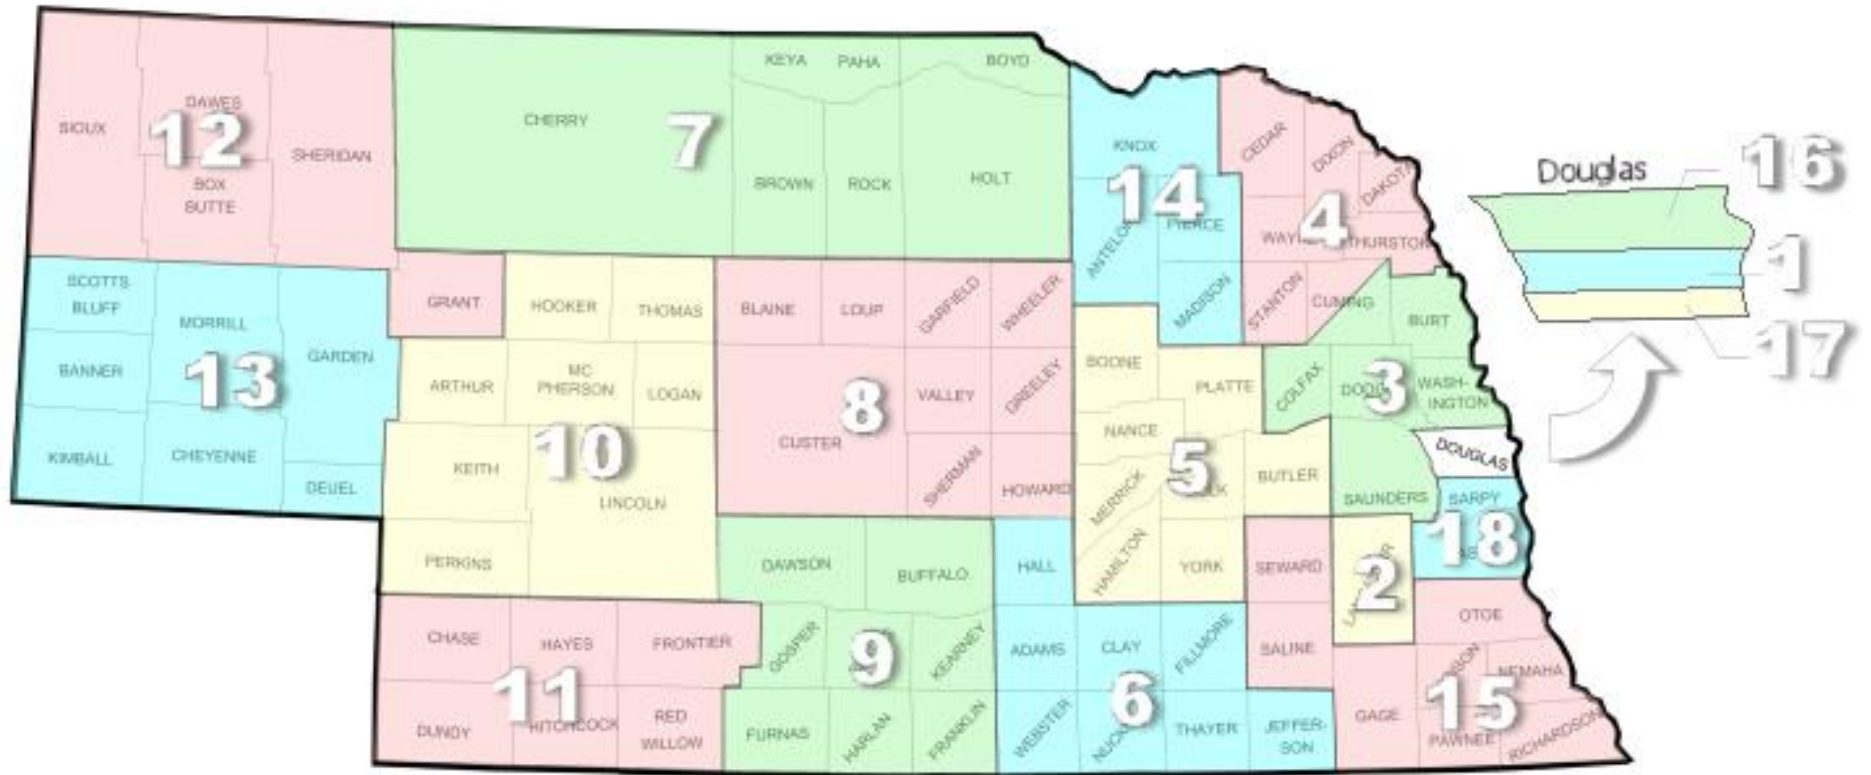 KEYA PAHA
BOYD
DAWES
SIOUX
12
CHERRY
7
SHERIDAN
BOX
BUTTE
BROWN
ROCK
HOLT
KNOX
14
PIERCE
MADISON
CEDAR
DIXON
DAKOTA
4
THURSTON
STANTON
CUMING
Douglas
16
1
17
SCOTTS
BLUFF
MORRILL
GARDEN
BANNER
13
KIMBALL
CHEYENNE
DEUEL
GRANT
HOOKER
THOMAS
ARTHUR
MC
PHERSON
LOGAN
10
KEITH
LINCOLN
PERKINS
BLAINE
LOUP
GARFIELD
WHEELER
8
VALLEY
GREELEY
CUSTER
SHERMAN
HOWARD
BOONE
PLATTE
NANCE
5
MERRICK
BUTLER
HAMILTON
YORK
BURT
COLFAX
3
WASH-
INGTON
DOUGLAS
SAUNDERS
SARPY
18
SEWARD
2
SALINE
OTOE
NEMAHA
15
GAGE
PAWNEE
RICHARDSON
CHASE
HAYES
FRONTIER
11
DUNDY
HITCHCOCK
RED
WILLOW
DAWSON
BUFFALO
GOSPER
9
KEARNEY
FURNAS
HARLAN
FRANKLIN
HALL
ADAMS
CLAY
FILLMORE
6
WEBSTER
THAYER
JEFFER-
SON